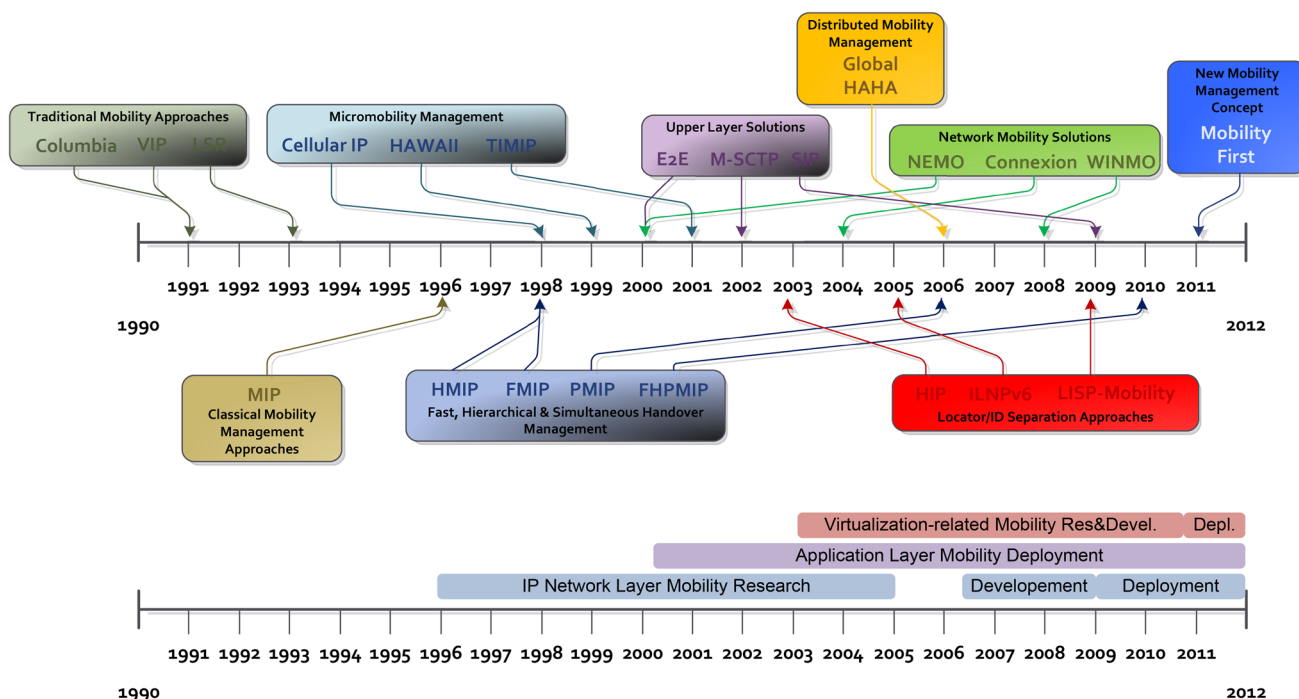 Distributed Mobility
Management
Global
HAHA
New Mobility
Management
Concept
Mobility
First
Traditional Mobility Approaches
Columbia VIP LSR
Micromobility Management
Cellular IP HAWAII TIMIP
Upper Layer Solutions
E2E M-SCTP SIP
Network Mobility Solutions
NEMO Connexion WINMO
1991 1992 1993 1994 1995 1996 1997 1998 1999 2000 2001 2002 2003 2004 2005 2006 2007 2008 2009 2010 2011
1990 2012
MIP
Classical Mobility
Management
Approaches
HMIP FMIP PMIP FHPMIP
Fast, Hierarchical & Simultaneous Handover
Management
HIP ILNPv6 LISP-Mobility
Locator/ID Separation Approaches
Virtualization-related Mobility Res&Devel. Depl.
Application Layer Mobility Deployment
IP Network Layer Mobility Research Developement Deployment
1991 1992 1993 1994 1995 1996 1997 1998 1999 2000 2001 2002 2003 2004 2005 2006 2007 2008 2009 2010 2011
1990 2012